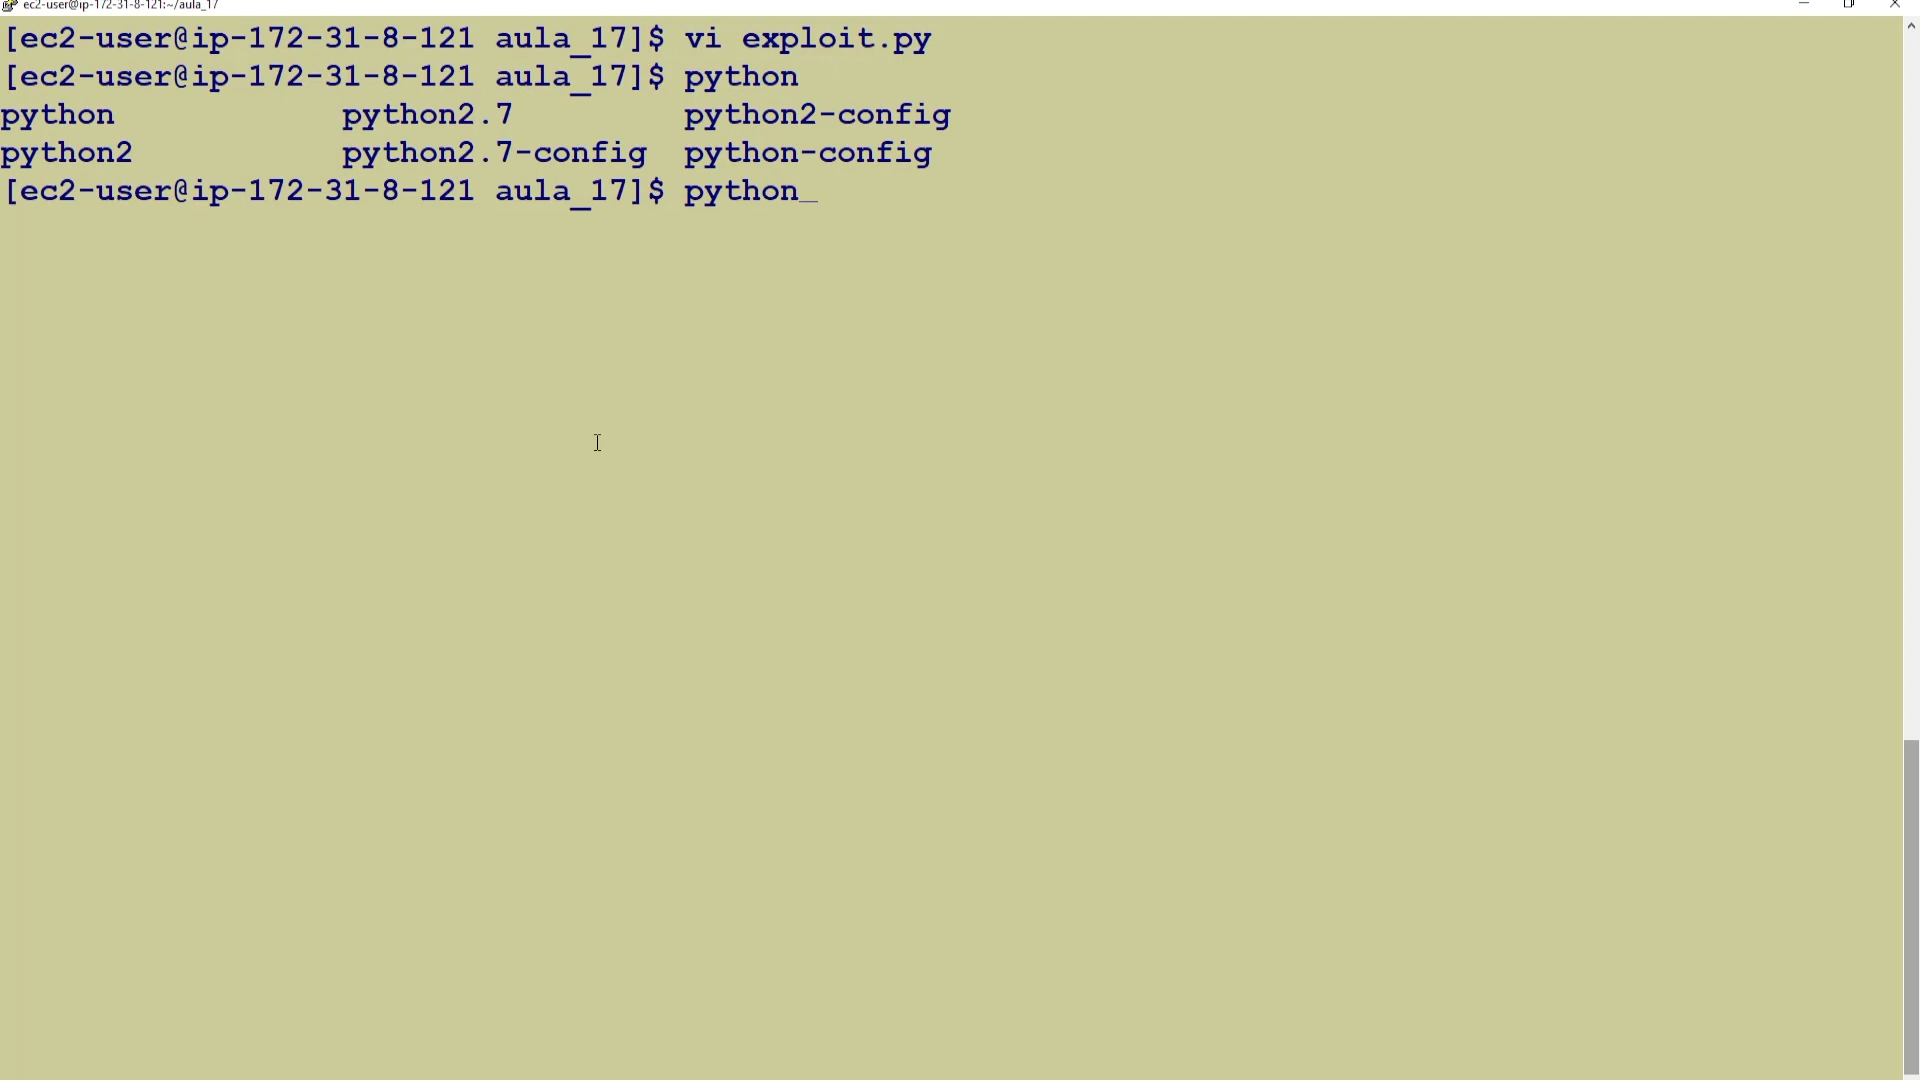 ec2-user@ip-172-31-8-121:~/aula_17
[ec2-user@ip-172-31-8-121 aula_17]$ vi exploit.py
[ec2-user@ip-172-31-8-121 aula_17]$ python
python python2.7 python2-config
python2 python2.7-config python-config
[ec2-user@ip-172-31-8-121 aula_17]$ python_